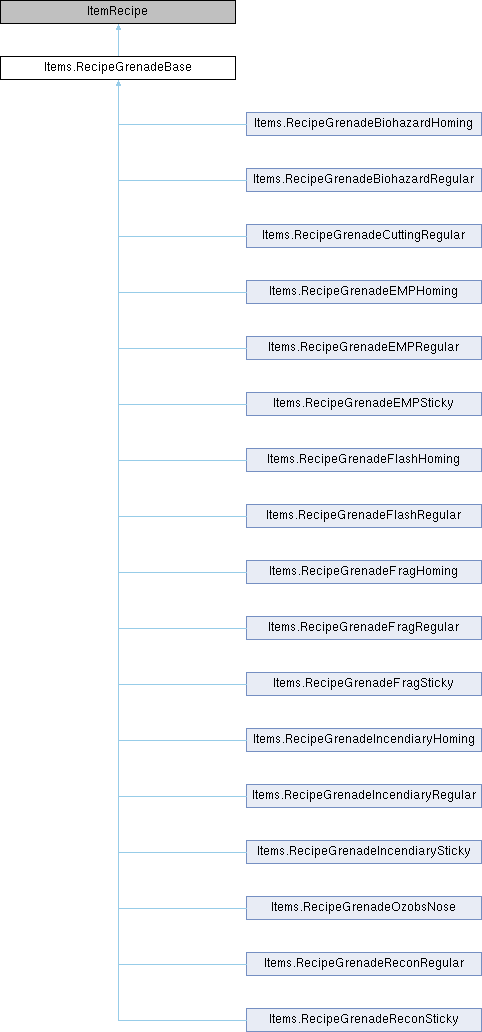 ItemRecipe
Items.RecipeGrenadeBase
Items.RecipeGrenadeBiohazardHoming
Items.RecipeGrenadeBiohazardRegular
Items.RecipeGrenadeCuttingRegular
Items.RecipeGrenadeEMPHoming
Items.RecipeGrenadeEMPRegular
Items.RecipeGrenadeEMPSticky
Items.RecipeGrenadeFlashHoming
Items.RecipeGrenadeFlashRegular
Items.RecipeGrenadeFragHoming
Items.RecipeGrenadeFragRegular
Items.RecipeGrenadeFragSticky
Items.RecipeGrenadeIncendiaryHoming
Items.RecipeGrenadeIncendiaryRegular
Items.RecipeGrenadeIncendiarySticky
Items.RecipeGrenadeOzobsNose
Items.RecipeGrenadeReconRegular
Items.RecipeGrenadeReconSticky